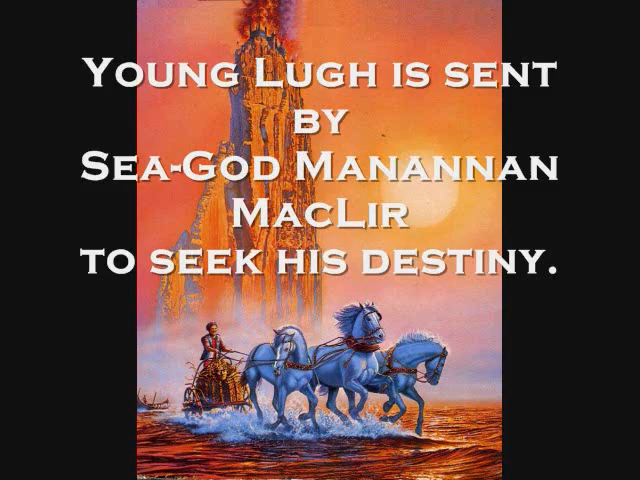 Young Lugh is sent
by
Sea-God Manannan
MacLir
to seek his destiny.